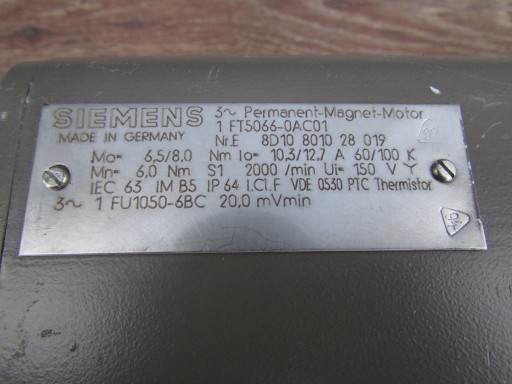 SIEMENS 3~ Permanent-Magnet-Motor
MADE IN GERMANY 1 FT5066-0AC01
Nr.E 8D10 8010 28 019
Mo= 6,5/8,0 Nm Io= 10,3/12,7 A 60/100 K
Mn= 6,0 Nm S1 2000 /min Ui= 150 V Y
IEC 63 IM B5 IP 64 I.Cl.F VDE 0530 PTC Thermistor
3~ 1 FU1050-6BC 20,0 mVmin